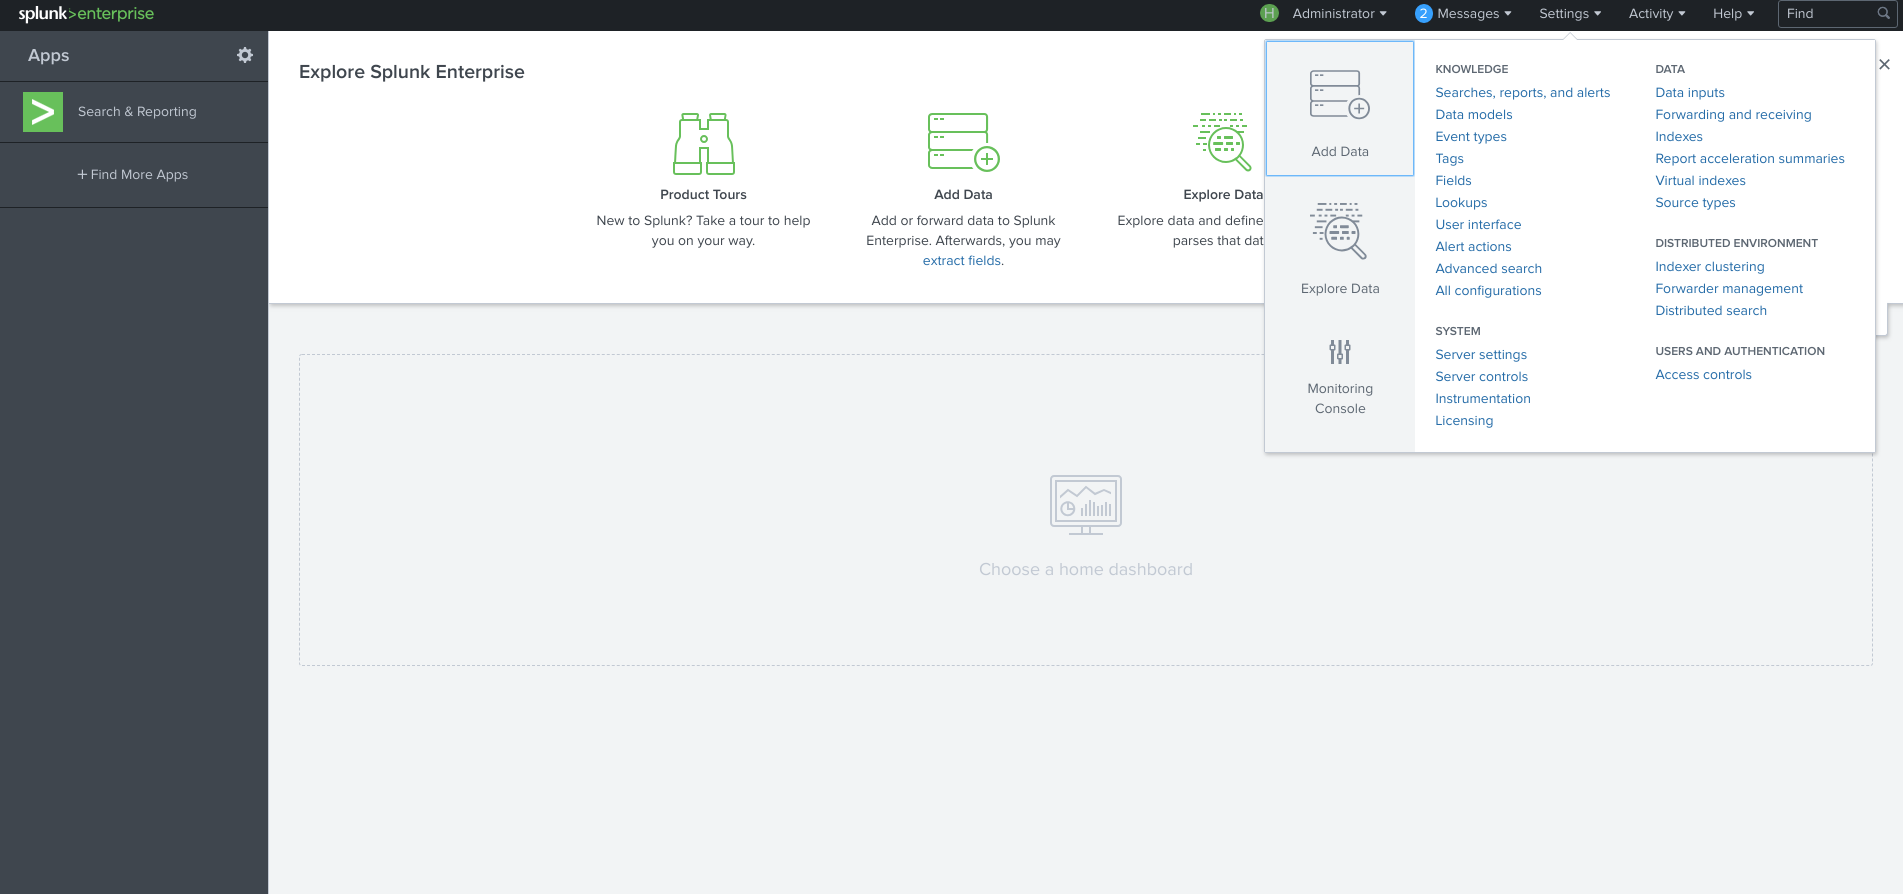 splunk>enterprise
H Administrator 2 Messages Settings Activity Help Find
Apps
Search & Reporting
+ Find More Apps
Explore Splunk Enterprise
Product Tours
New to Splunk? Take a tour to help
you on your way.
Add Data
Add or forward data to Splunk
Enterprise. Afterwards, you may
extract fields.
Explore Data
Explore data and define
parses that dat
Add Data
Explore Data
Monitoring
Console
KNOWLEDGE
Searches, reports, and alerts
Data models
Event types
Tags
Fields
Lookups
User interface
Alert actions
Advanced search
All configurations
SYSTEM
Server settings
Server controls
Instrumentation
Licensing
DATA
Data inputs
Forwarding and receiving
Indexes
Report acceleration summaries
Virtual indexes
Source types
DISTRIBUTED ENVIRONMENT
Indexer clustering
Forwarder management
Distributed search
USERS AND AUTHENTICATION
Access controls
Choose a home dashboard